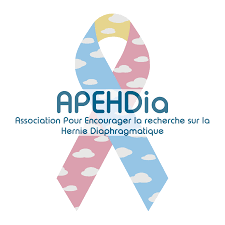 APEHDia
Association Pour Encourager la recherche sur la
Hernie Diaphragmatique